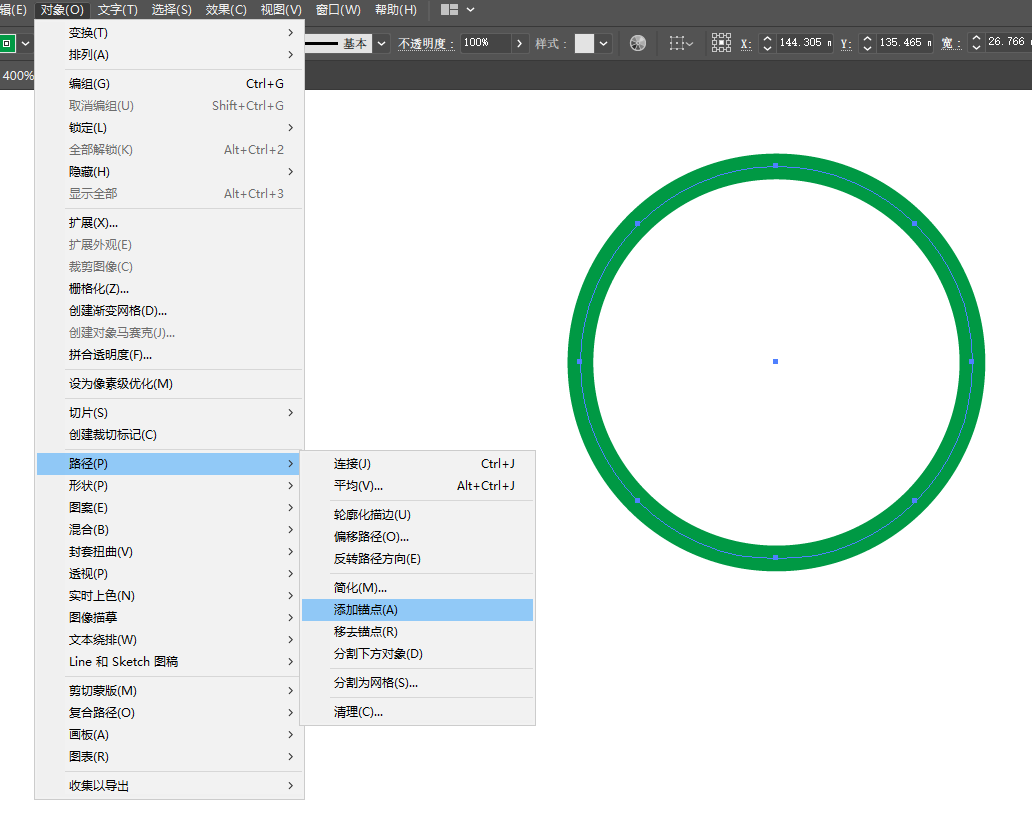 辑(E) 对象(O) 文字(T) 选择(S) 效果(C) 视图(V) 窗口(W) 帮助(H)
基本 不透明度: 100% 样式: X: 144.305 Y: 135.465 宽: 26.766
400%
变换(T)
排列(A)
编组(G) Ctrl+G
取消编组(U) Shift+Ctrl+G
锁定(L)
全部解锁(K) Alt+Ctrl+2
隐藏(H)
显示全部 Alt+Ctrl+3
扩展(X)...
扩展外观(E)
裁剪图像(C)
栅格化(Z)...
创建渐变网格(D)...
创建对象马赛克(J)...
拼合透明度(F)...
设为像素级优化(M)
切片(S)
创建裁切标记(C)
路径(P)
形状(P)
图案(E)
混合(B)
封套扭曲(V)
透视(P)
实时上色(N)
图像描摹
文本绕排(W)
Line 和 Sketch 图稿
剪切蒙版(M)
复合路径(O)
画板(A)
图表(R)
收集以导出
连接(J) Ctrl+J
平均(V)... Alt+Ctrl+J
轮廓化描边(U)
偏移路径(O)...
反转路径方向(E)
简化(M)...
添加锚点(A)
移去锚点(R)
分割下方对象(D)
分割为网格(S)...
清理(C)...